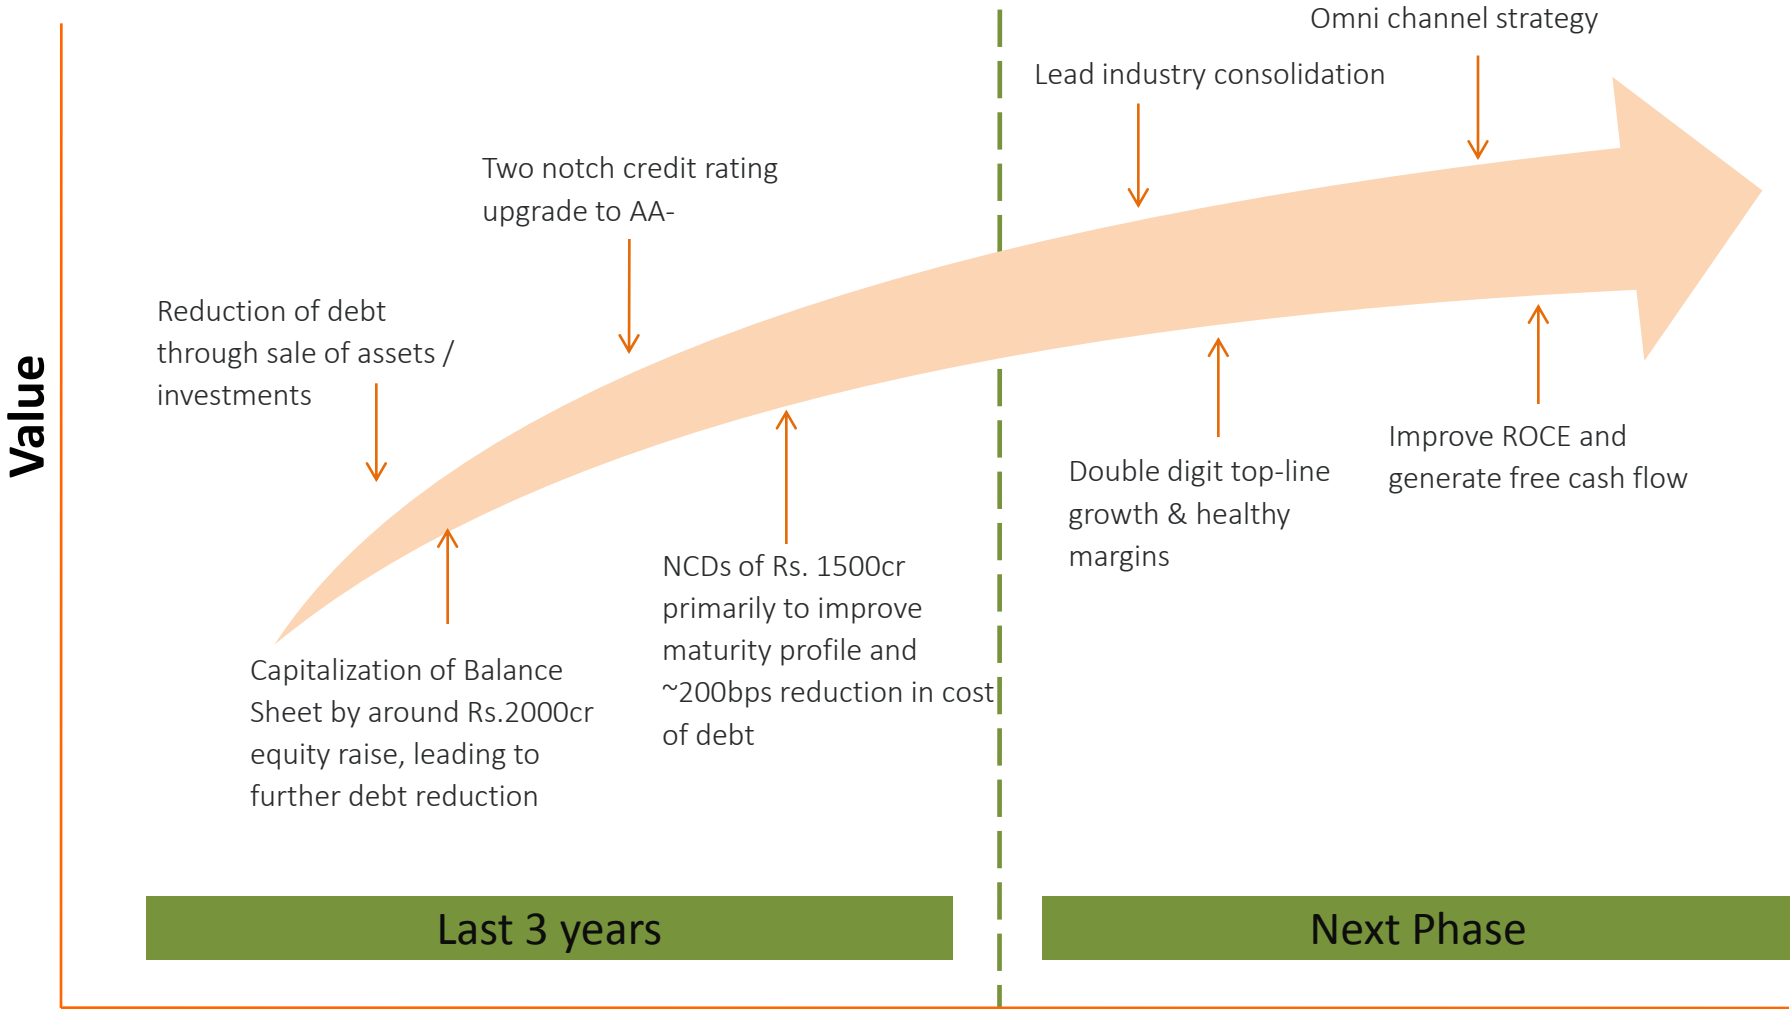 Omni channel strategy
Lead industry consolidation
Two notch credit rating
upgrade to AA-
Reduction of debt
through sale of assets /
investments
Value
Improve ROCE and
generate free cash flow
Double digit top-line
growth & healthy
margins
NCDs of Rs. 1500cr
primarily to improve
maturity profile and
~200bps reduction in cost
of debt
Capitalization of Balance
Sheet by around Rs.2000cr
equity raise, leading to
further debt reduction
Last 3 years
Next Phase